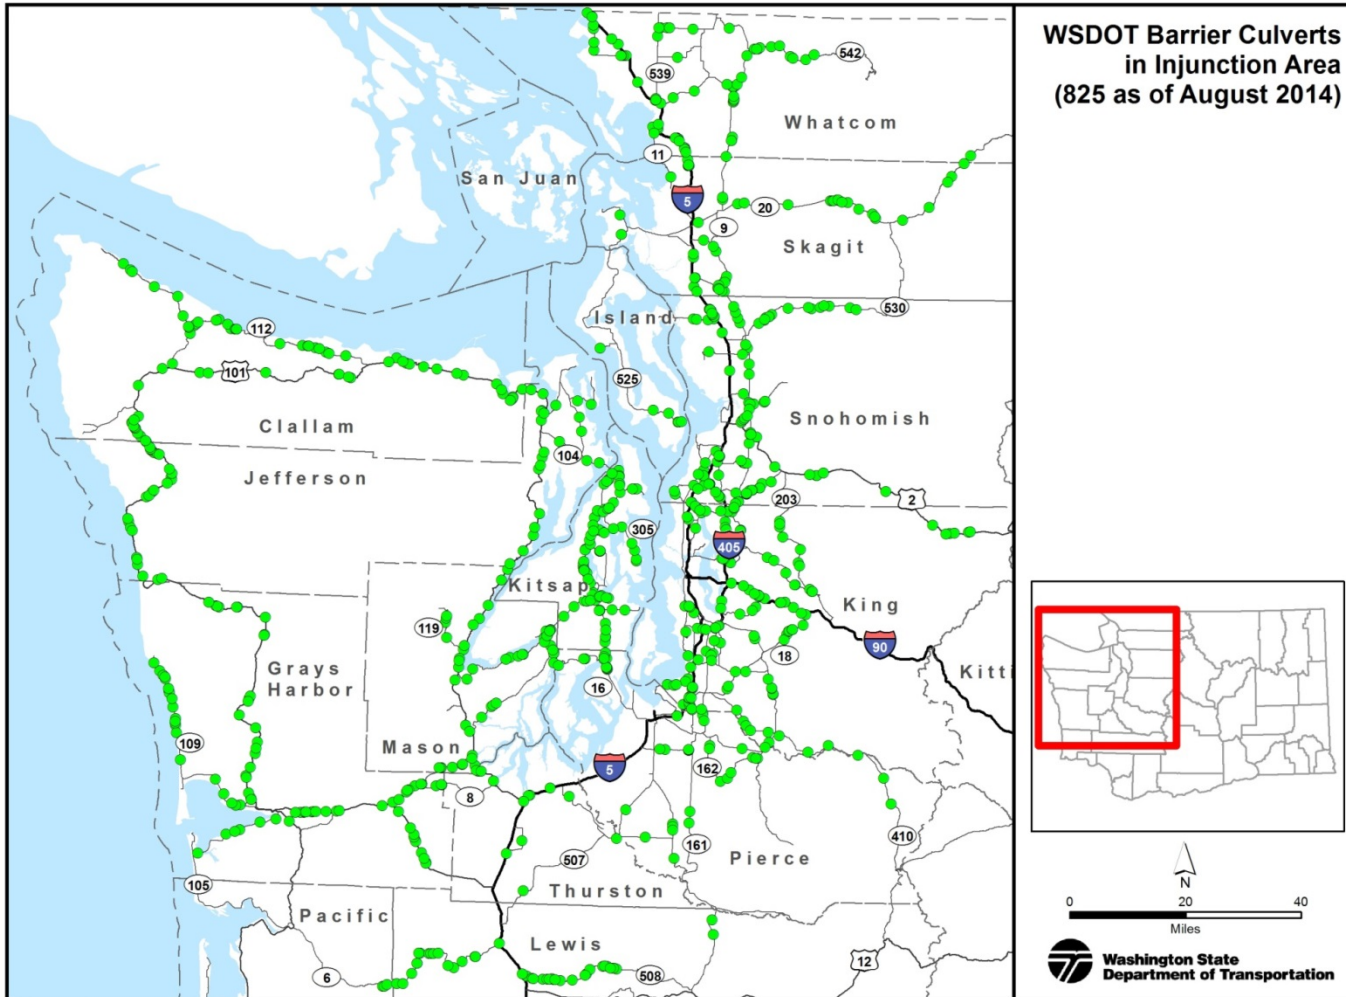 WSDOT Barrier Culverts
in Injunction Area
(825 as of August 2014)
542
539
Whatcom
11
San Juan
5
20
9
Skagit
530
Island
112
101
525
Snohomish
Clallam
104
Jefferson
203
2
305
405
Kitsap
King
119
18
90
Kitti
Grays
Harbor
16
109
Mason
5
162
8
410
161
507
Pierce
105
Thurston
Pacific
Lewis
12
6
508
N
0 20 40
Miles
Washington State
Department of Transportation